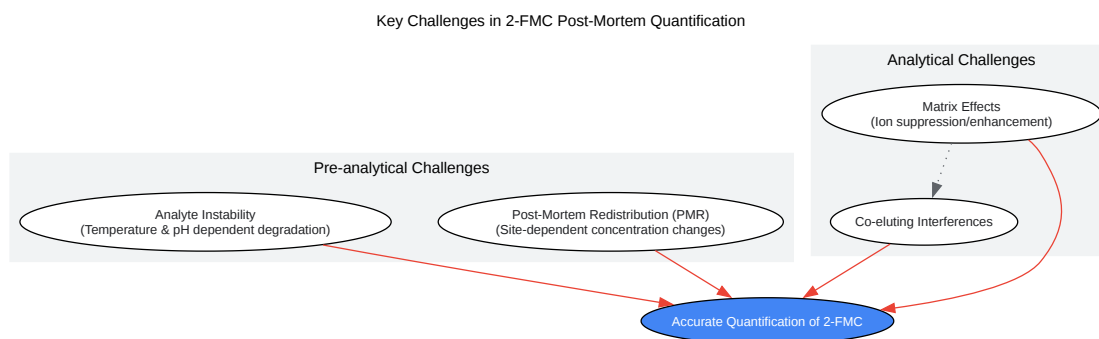 Key Challenges in 2-FMC Post-Mortem Quantification
Analytical Challenges
Matrix Effects
(Ion suppression/enhancement)
Pre-analytical Challenges
Analyte Instability
(Temperature & pH dependent degradation)
Post-Mortem Redistribution (PMR)
(Site-dependent concentration changes)
Co-eluting Interferences
Accurate Quantification of 2-FMC